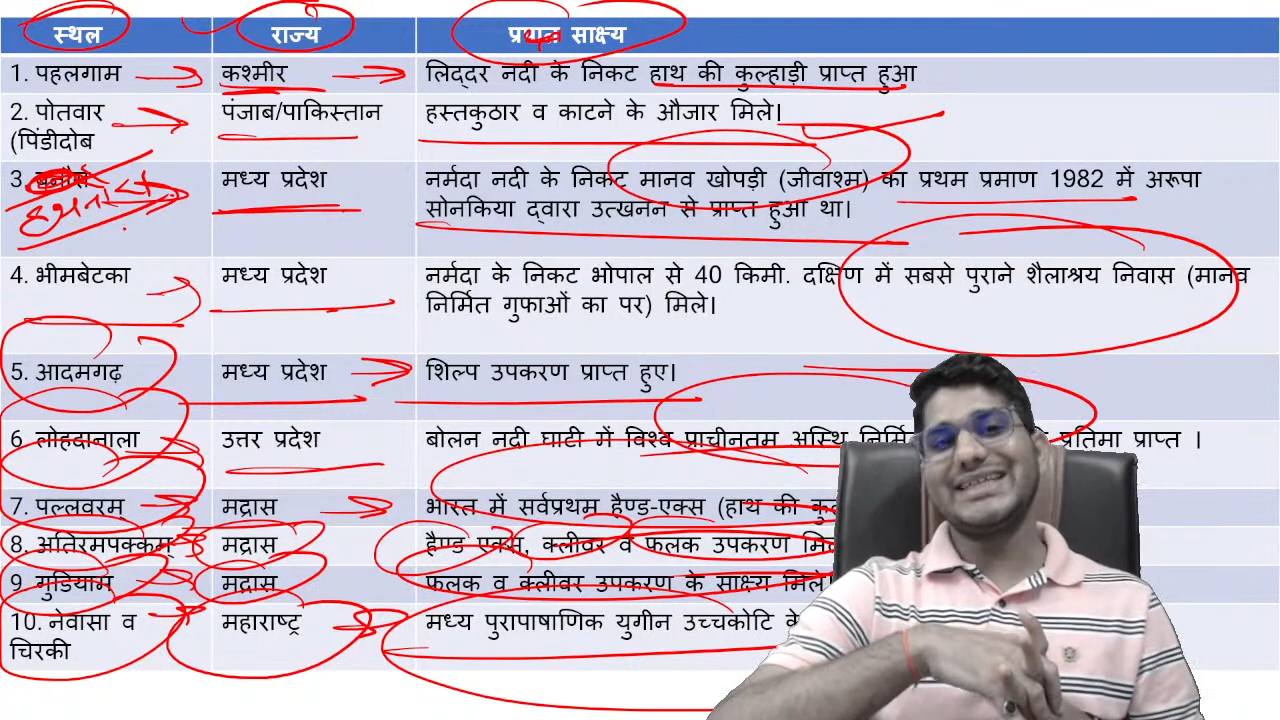 स्थल राज्य साक्ष्य
1. पहलगाम कश्मीर लिद्दर नदी के निकट हाथ की कुल्हाड़ी प्राप्त हुआ
2. पोतवार पंजाब/पाकिस्तान हस्तकुठार व काटने के औजार मिले।
(पिंडीदोब
3. मध्य प्रदेश नर्मदा नदी के निकट मानव खोपड़ी (जीवाश्म) का प्रथम प्रमाण 1982 में अरूपा
सोनकिया द्वारा उत्खनन से प्राप्त हुआ था।
4. भीमबेटका मध्य प्रदेश नर्मदा के निकट भोपाल से 40 किमी. दक्षिण में सबसे पुराने शैलाश्रय निवास (मानव
निर्मित गुफाओं का पर) मिले।
5. आदमगढ़ मध्य प्रदेश शिल्प उपकरण प्राप्त हुए।
6. लोहदानाला उत्तर प्रदेश बोलन नदी घाटी में विश्व प्राचीनतम अस्थि प्रतिमा प्राप्त ।
7. पल्लवरम् मद्रास भारत में सर्वप्रथम हैण्ड-एक्स (हाथ की
8. अतिरमपक्कम् मद्रास हैण्ड एक्स, क्लीवर व फलक उपकरण
9. गुडियाम मद्रास फलक व क्लीवर उपकरण के साक्ष्य मिले।
10. नेवासा व महाराष्ट्र मध्य पुरापाषाणिक युगीन उच्चकोटि के
चिरकी